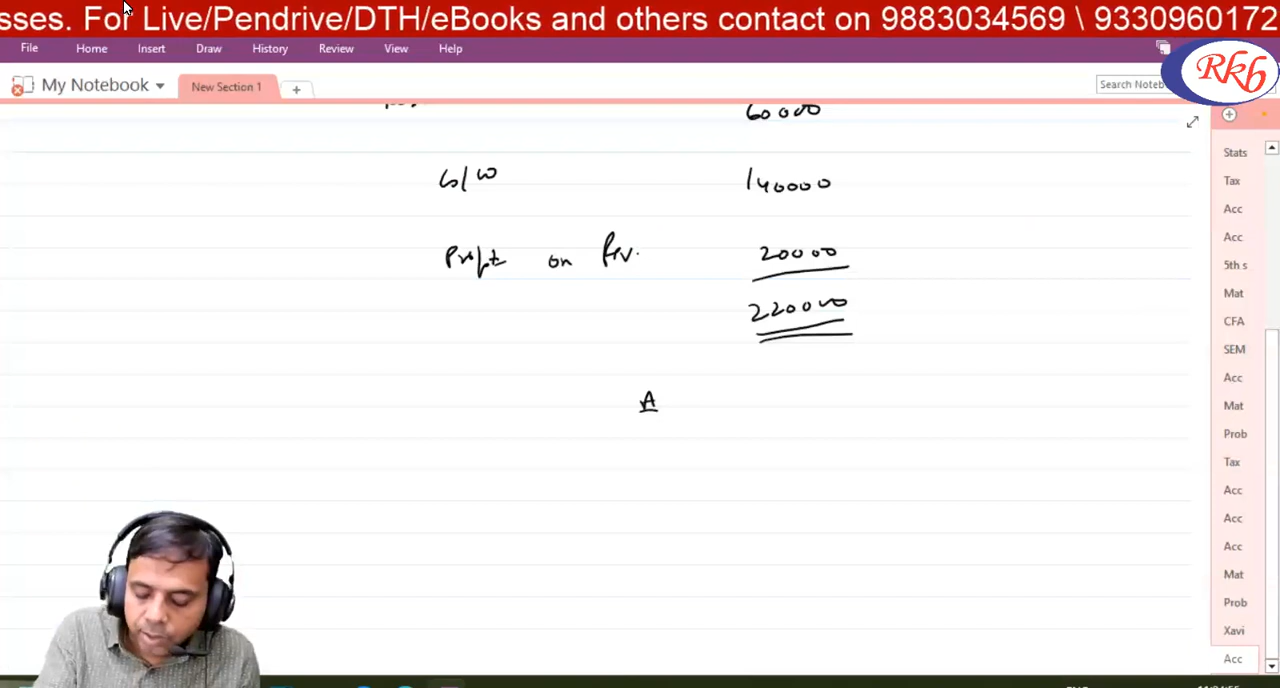 sses. For Live/Pendrive/DTH/eBooks and others contact on 9883034569 \ 9330960172
File Home Insert Draw History Review View Help
Rkb
My Notebook New Section 1 + Search Noteb
60000
G/W 140000
Profit on Rev. 20000
220000
A
Stats
Tax
Acc
Acc
5th s
Mat
CFA
SEM
Acc
Mat
Prob
Tax
Acc
Acc
Acc
Mat
Prob
Xavi
Acc